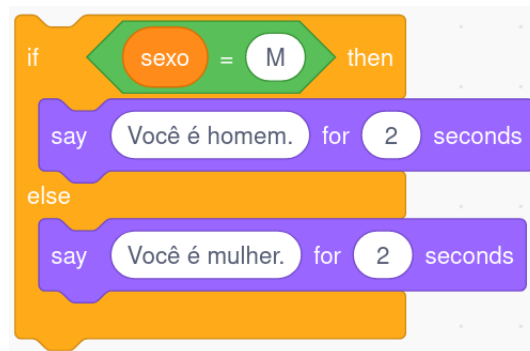 if sexo = M then
say Você é homem. for 2 seconds
else
say Você é mulher. for 2 seconds